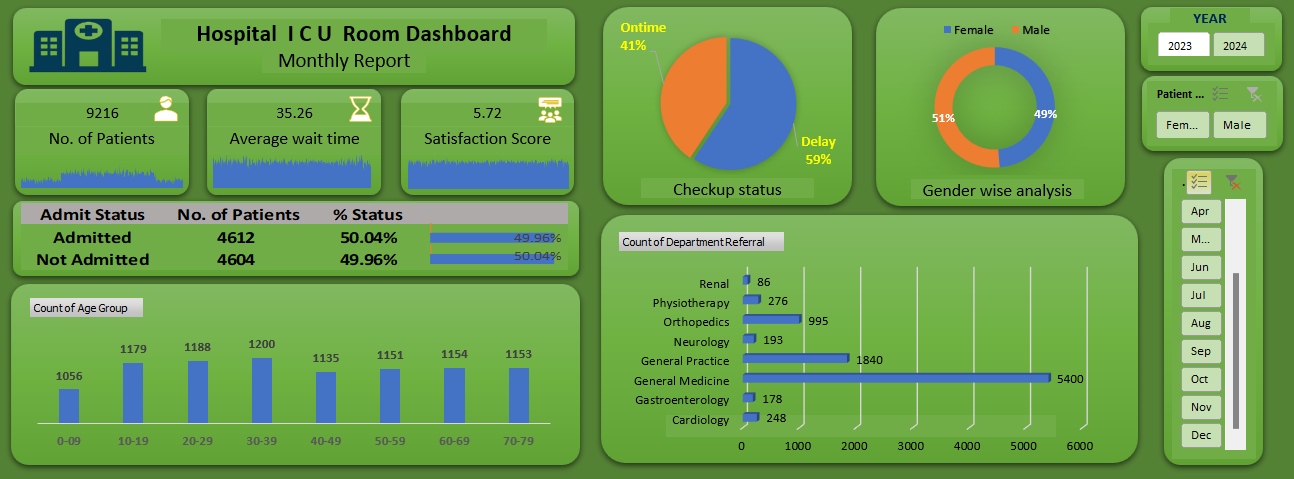 Hospital I C U Room Dashboard
Monthly Report
9216
No. of Patients
35.26
Average wait time
5.72
Satisfaction Score
Admit Status No. of Patients % Status
Admitted 4612 50.04% 49.96%
Not Admitted 4604 49.96% 50.04%
Count of Age Group
1056 1179 1188 1200 1135 1151 1154 1153
0-09 10-19 20-29 30-39 40-49 50-59 60-69 70-79
Ontime
41%
Delay
59%
Checkup status
Female Male
51% 49%
Gender wise analysis
Count of Department Referral
Renal 86
Physiotherapy 276
Orthopedics 995
Neurology 193
General Practice 1840
General Medicine 5400
Gastroenterology 178
Cardiology 248
0 1000 2000 3000 4000 5000 6000
YEAR
2023 2024
Patient ...
Fem... Male
.
Apr
M...
Jun
Jul
Aug
Sep
Oct
Nov
Dec